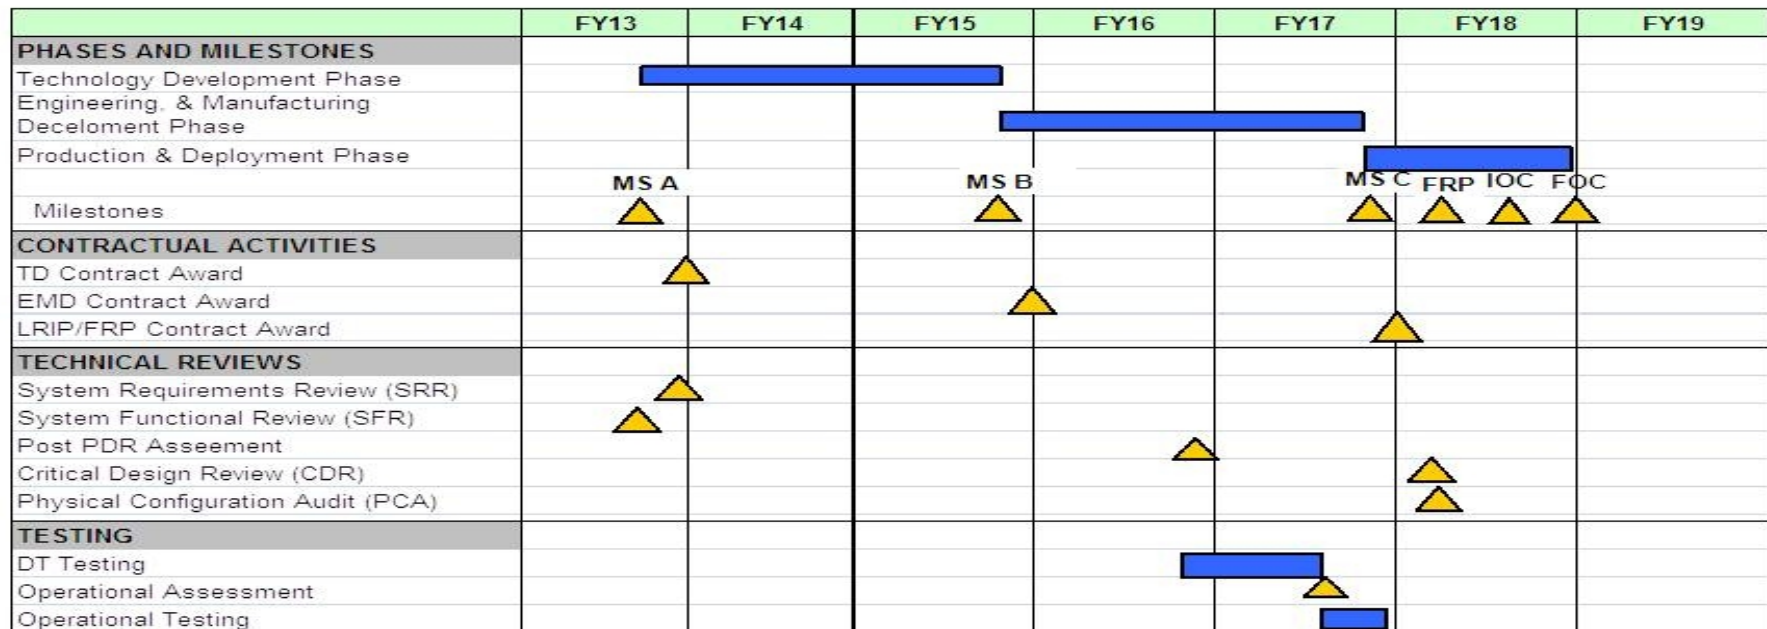 FY13 FY14 FY15 FY16 FY17 FY18 FY19
PHASES AND MILESTONES
Technology Development Phase
Engineering. & Manufacturing
Deceloment Phase
Production & Deployment Phase
MS A MS B MS C FRP IOC FOC
Milestones
CONTRACTUAL ACTIVITIES
TD Contract Award
EMD Contract Award
LRIP/FRP Contract Award
TECHNICAL REVIEWS
System Requirements Review (SRR)
System Functional Review (SFR)
Post PDR Asseement
Critical Design Review (CDR)
Physical Configuration Audit (PCA)
TESTING
DT Testing
Operational Assessment
Operational Testing